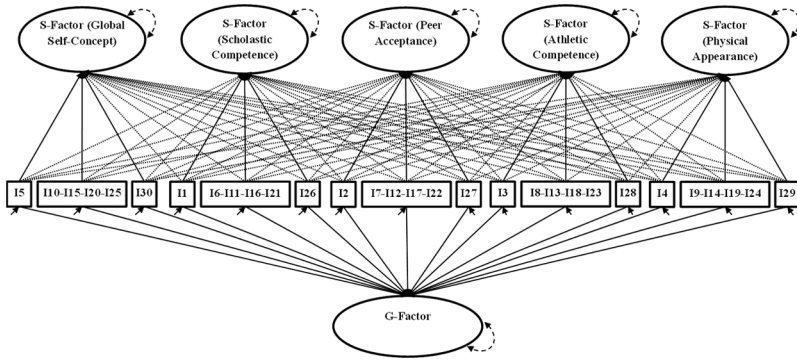 S-Factor (Global
Self-Concept)
S-Factor
(Scholastic
Competence)
S-Factor (Peer
Acceptance)
S-Factor
(Athletic
Competence)
S-Factor
(Physical
Appearance)
I5
I10-I15-I20-I25
I30
I1
I6-I11-I16-I21
I26
I2
I7-I12-I17-I22
I27
I3
I8-I13-I18-I23
I28
I4
I9-I14-I19-I24
I29
G-Factor